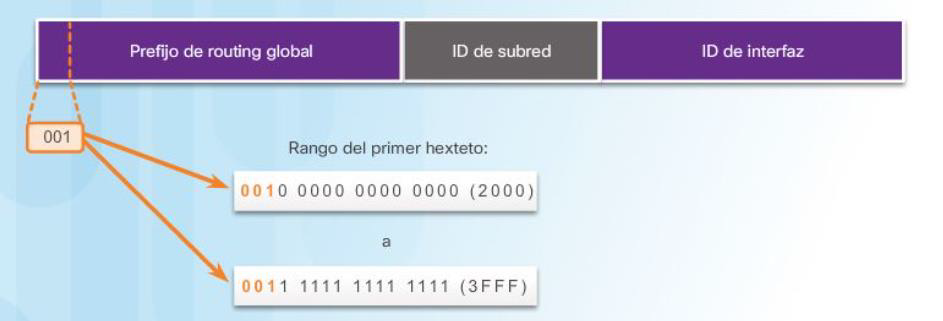 Prefijo de routing global ID de subred ID de interfaz
001
Rango del primer hexteto:
0010 0000 0000 0000 (2000)
a
0011 1111 1111 1111 (3FFF)